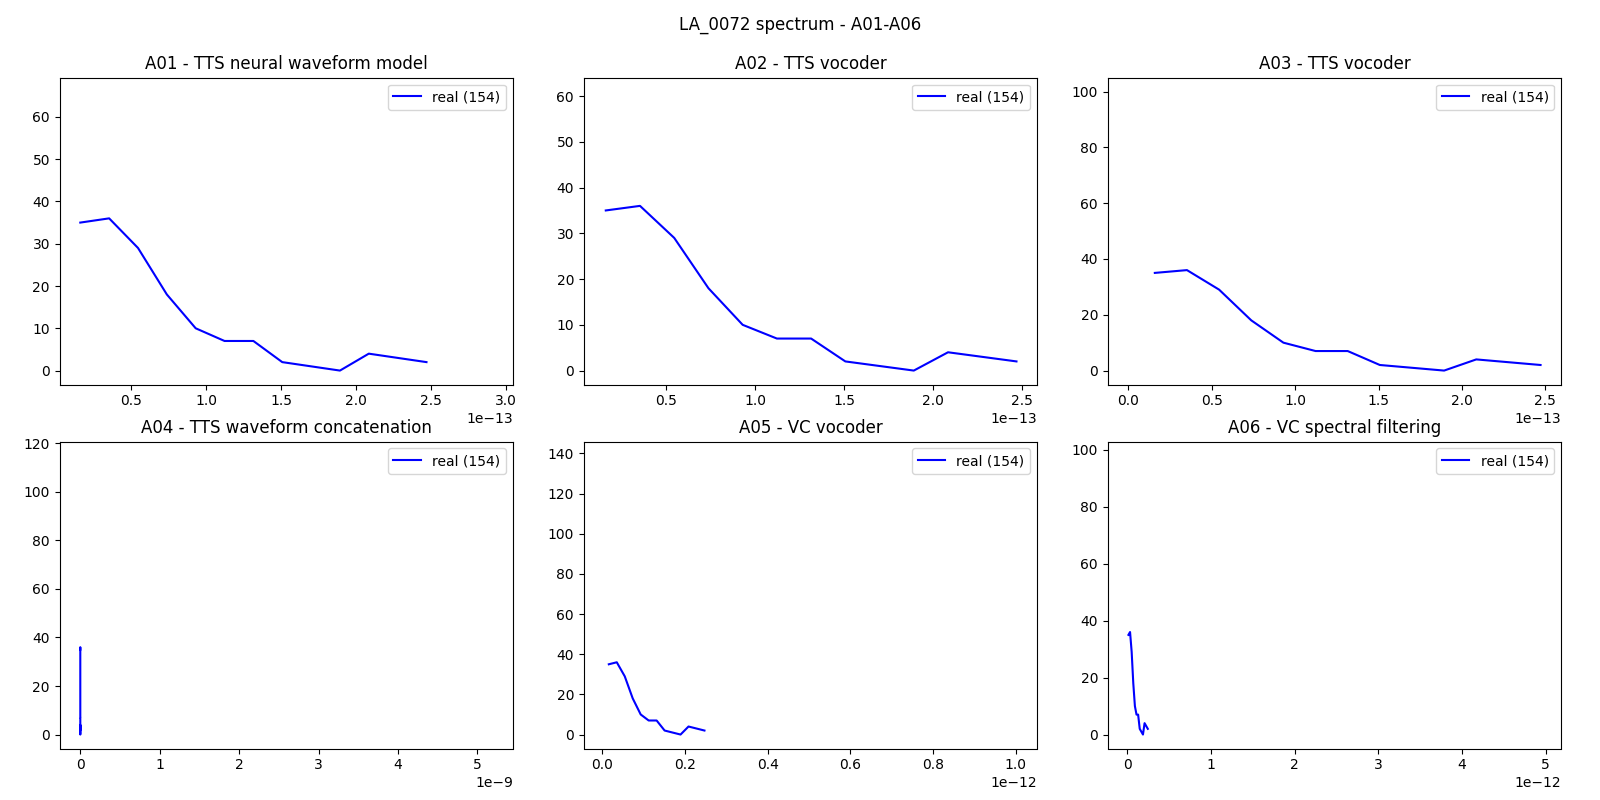 LA_0072 spectrum - A01-A06
A01 - TTS neural waveform model
real (154)
60
50
40
30
20
10
0
0.5 1.0 1.5 2.0 2.5 3.0
1e−13
A02 - TTS vocoder
real (154)
60
50
40
30
20
10
0
0.5 1.0 1.5 2.0 2.5
1e−13
A03 - TTS vocoder
real (154)
100
80
60
40
20
0
0.0 0.5 1.0 1.5 2.0 2.5
1e−13
A04 - TTS waveform concatenation
real (154)
120
100
80
60
40
20
0
0 1 2 3 4 5
1e−9
A05 - VC vocoder
real (154)
140
120
100
80
60
40
20
0
0.0 0.2 0.4 0.6 0.8 1.0
1e−12
A06 - VC spectral filtering
real (154)
100
80
60
40
20
0
0 1 2 3 4 5
1e−12